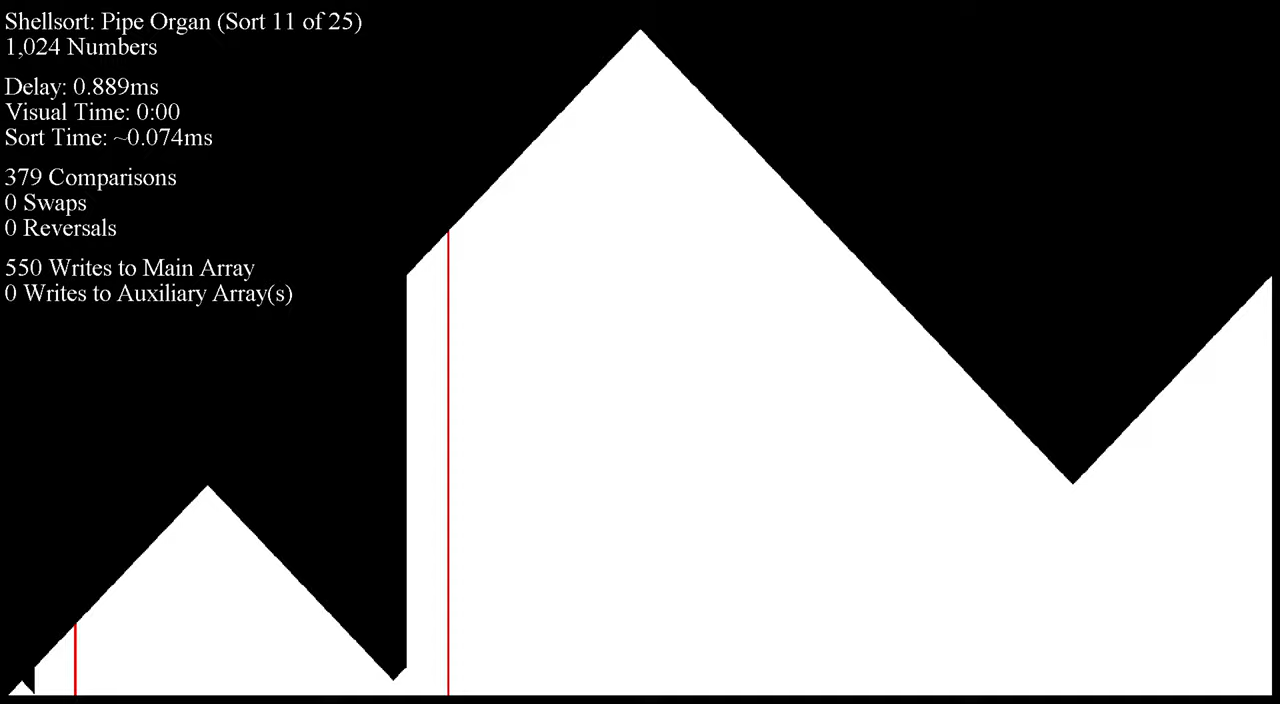 Shellsort: Pipe Organ (Sort 11 of 25)
1,024 Numbers
Delay: 0.889ms
Visual Time: 0:00
Sort Time: ~0.074ms
379 Comparisons
0 Swaps
0 Reversals
550 Writes to Main Array
0 Writes to Auxiliary Array(s)